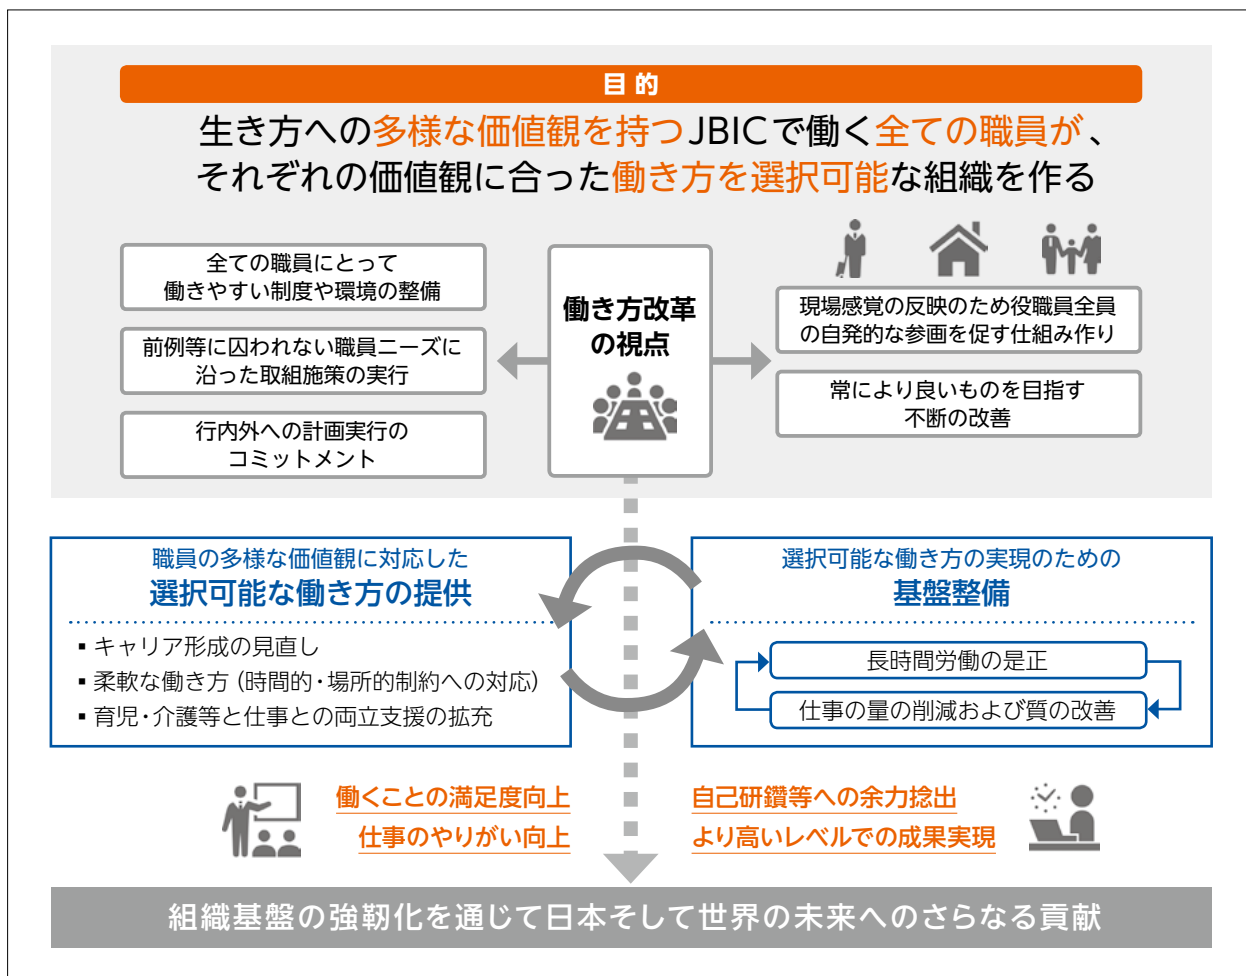 目的
生き方への多様な価値観を持つJBICで働く全ての職員が、
それぞれの価値観に合った働き方を選択可能な組織を作る
全ての職員にとって
働きやすい制度や環境の整備
前例等に囚われない職員ニーズに
沿った取組施策の実行
行内外への計画実行の
コミットメント
働き方改革
の視点
現場感覚の反映のため役職員全員
の自発的な参画を促す仕組み作り
常により良いものを目指す
不断の改善
職員の多様な価値観に対応した
選択可能な働き方の提供
▪ キャリア形成の見直し
▪ 柔軟な働き方（時間的・場所的制約への対応）
▪ 育児・介護等と仕事との両立支援の拡充
選択可能な働き方の実現のための
基盤整備
長時間労働の是正
仕事の量の削減および質の改善
働くことの満足度向上
仕事のやりがい向上
自己研鑽等への余力捻出
より高いレベルでの成果実現
組織基盤の強靭化を通じて日本そして世界の未来へのさらなる貢献